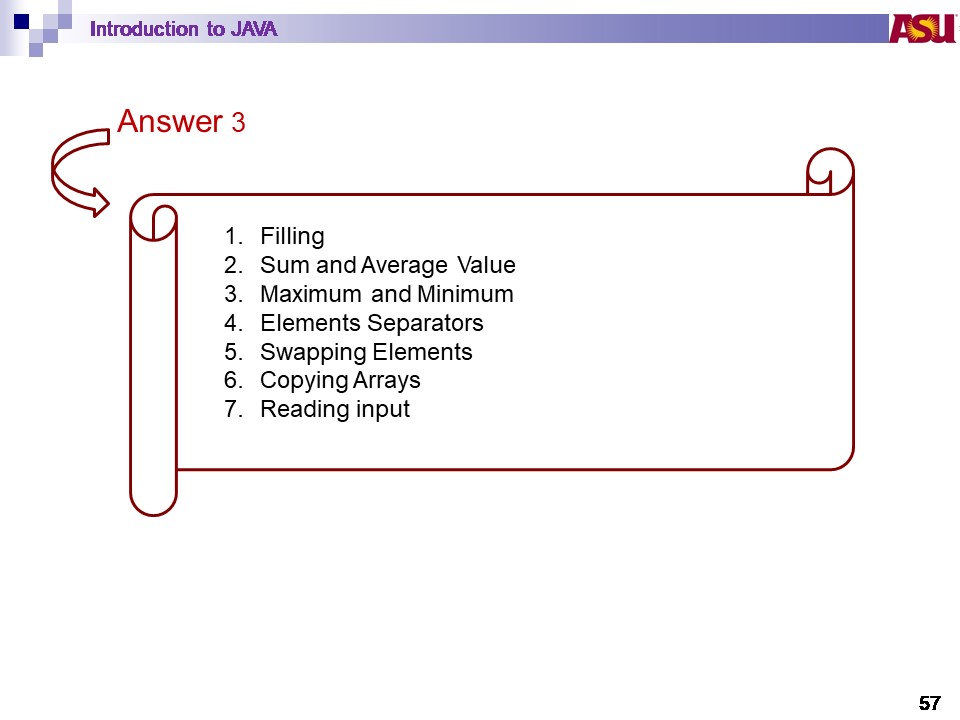 Introduction to JAVA
ASU
Answer 3
1. Filling
2. Sum and Average Value
3. Maximum and Minimum
4. Elements Separators
5. Swapping Elements
6. Copying Arrays
7. Reading input
57